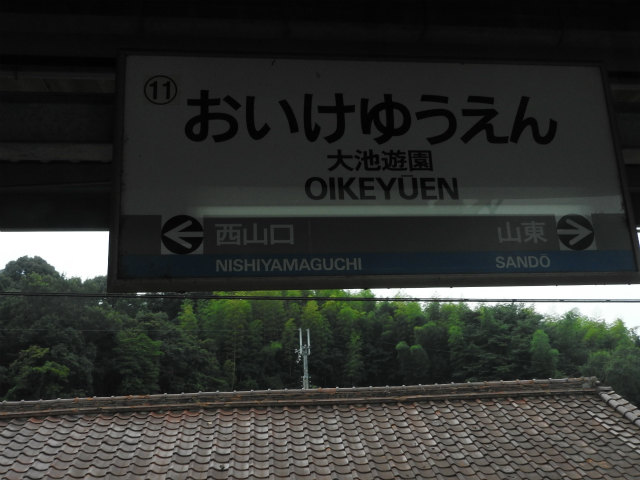 ⑪
おいけゆうえん
大池遊園
OIKEYŪEN
西山口 山東
NISHIYAMAGUCHI SANDŌ